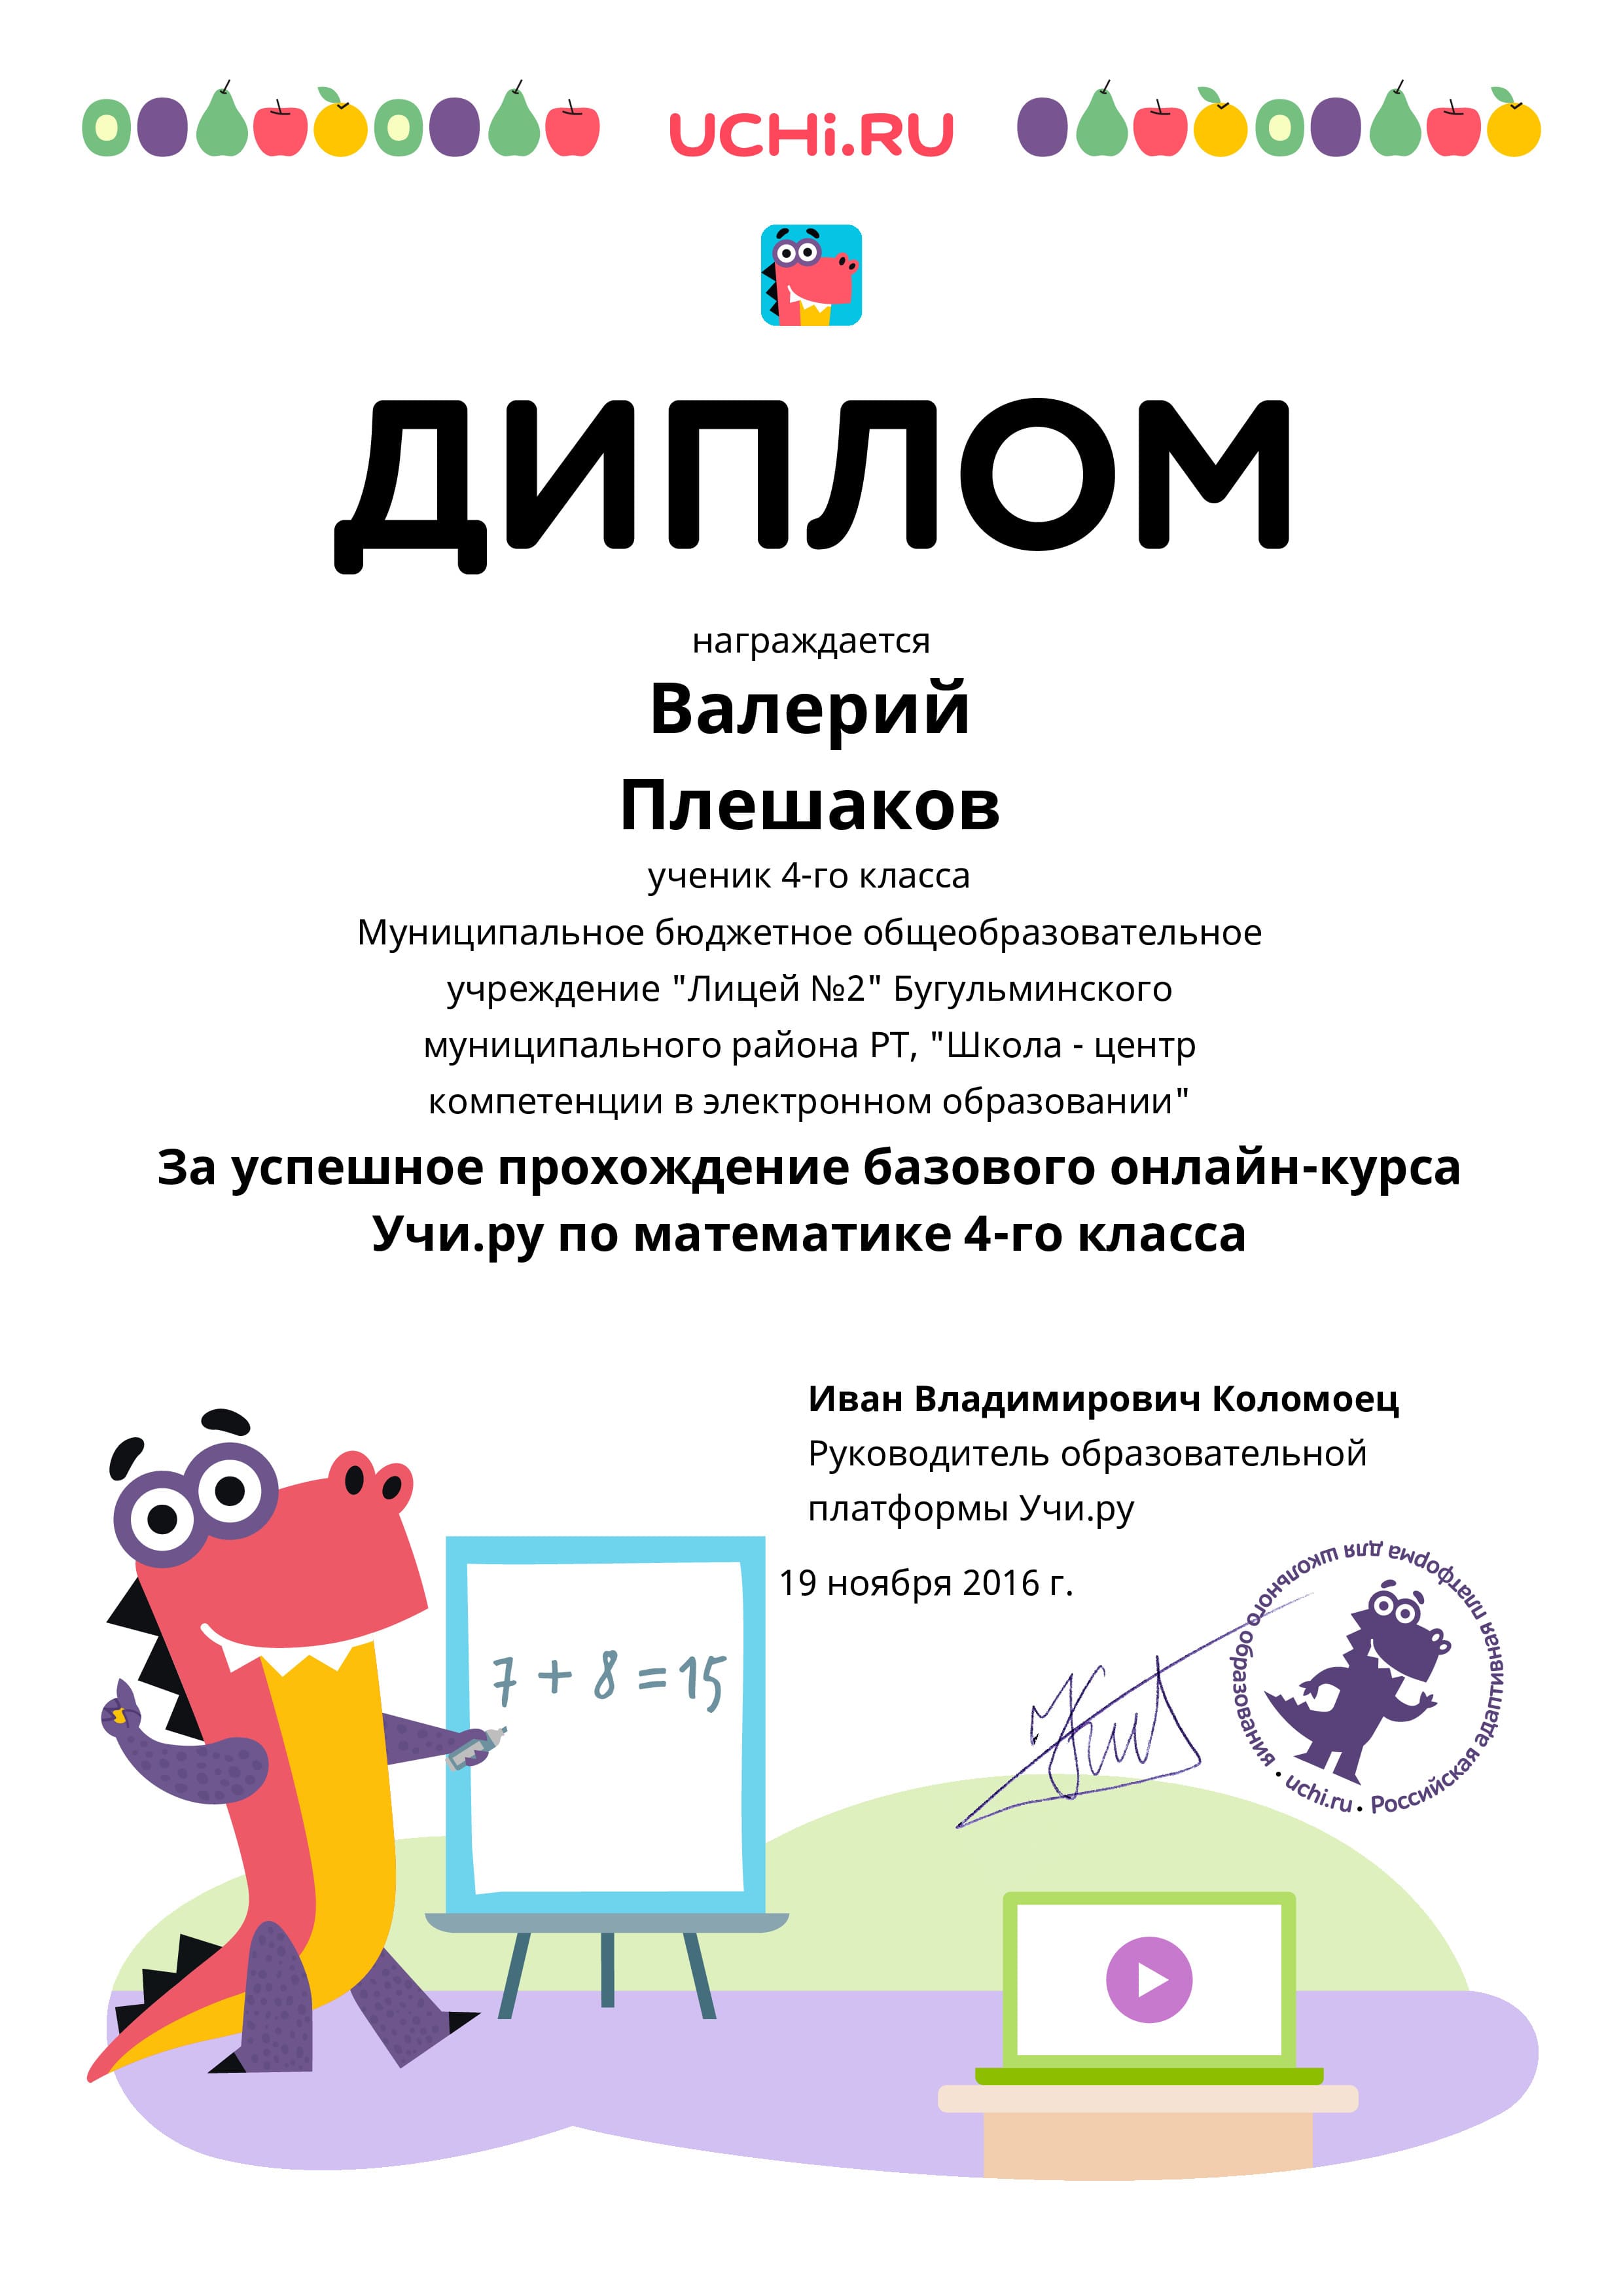 UCHi.RU
ДИПЛОМ
награждается
Валерий
Плешаков
ученик 4-го класса
Муниципальное бюджетное общеобразовательное
учреждение "Лицей №2" Бугульминского
муниципального района РТ, "Школа - центр
компетенции в электронном образовании"
За успешное прохождение базового онлайн-курса
Учи.ру по математике 4-го класса
Иван Владимирович Коломоец
Руководитель образовательной
платформы Учи.ру
19 ноября 2016 г.
7 + 8 = 15
Российская адаптивная платформа для школьного образования • uchi.ru •